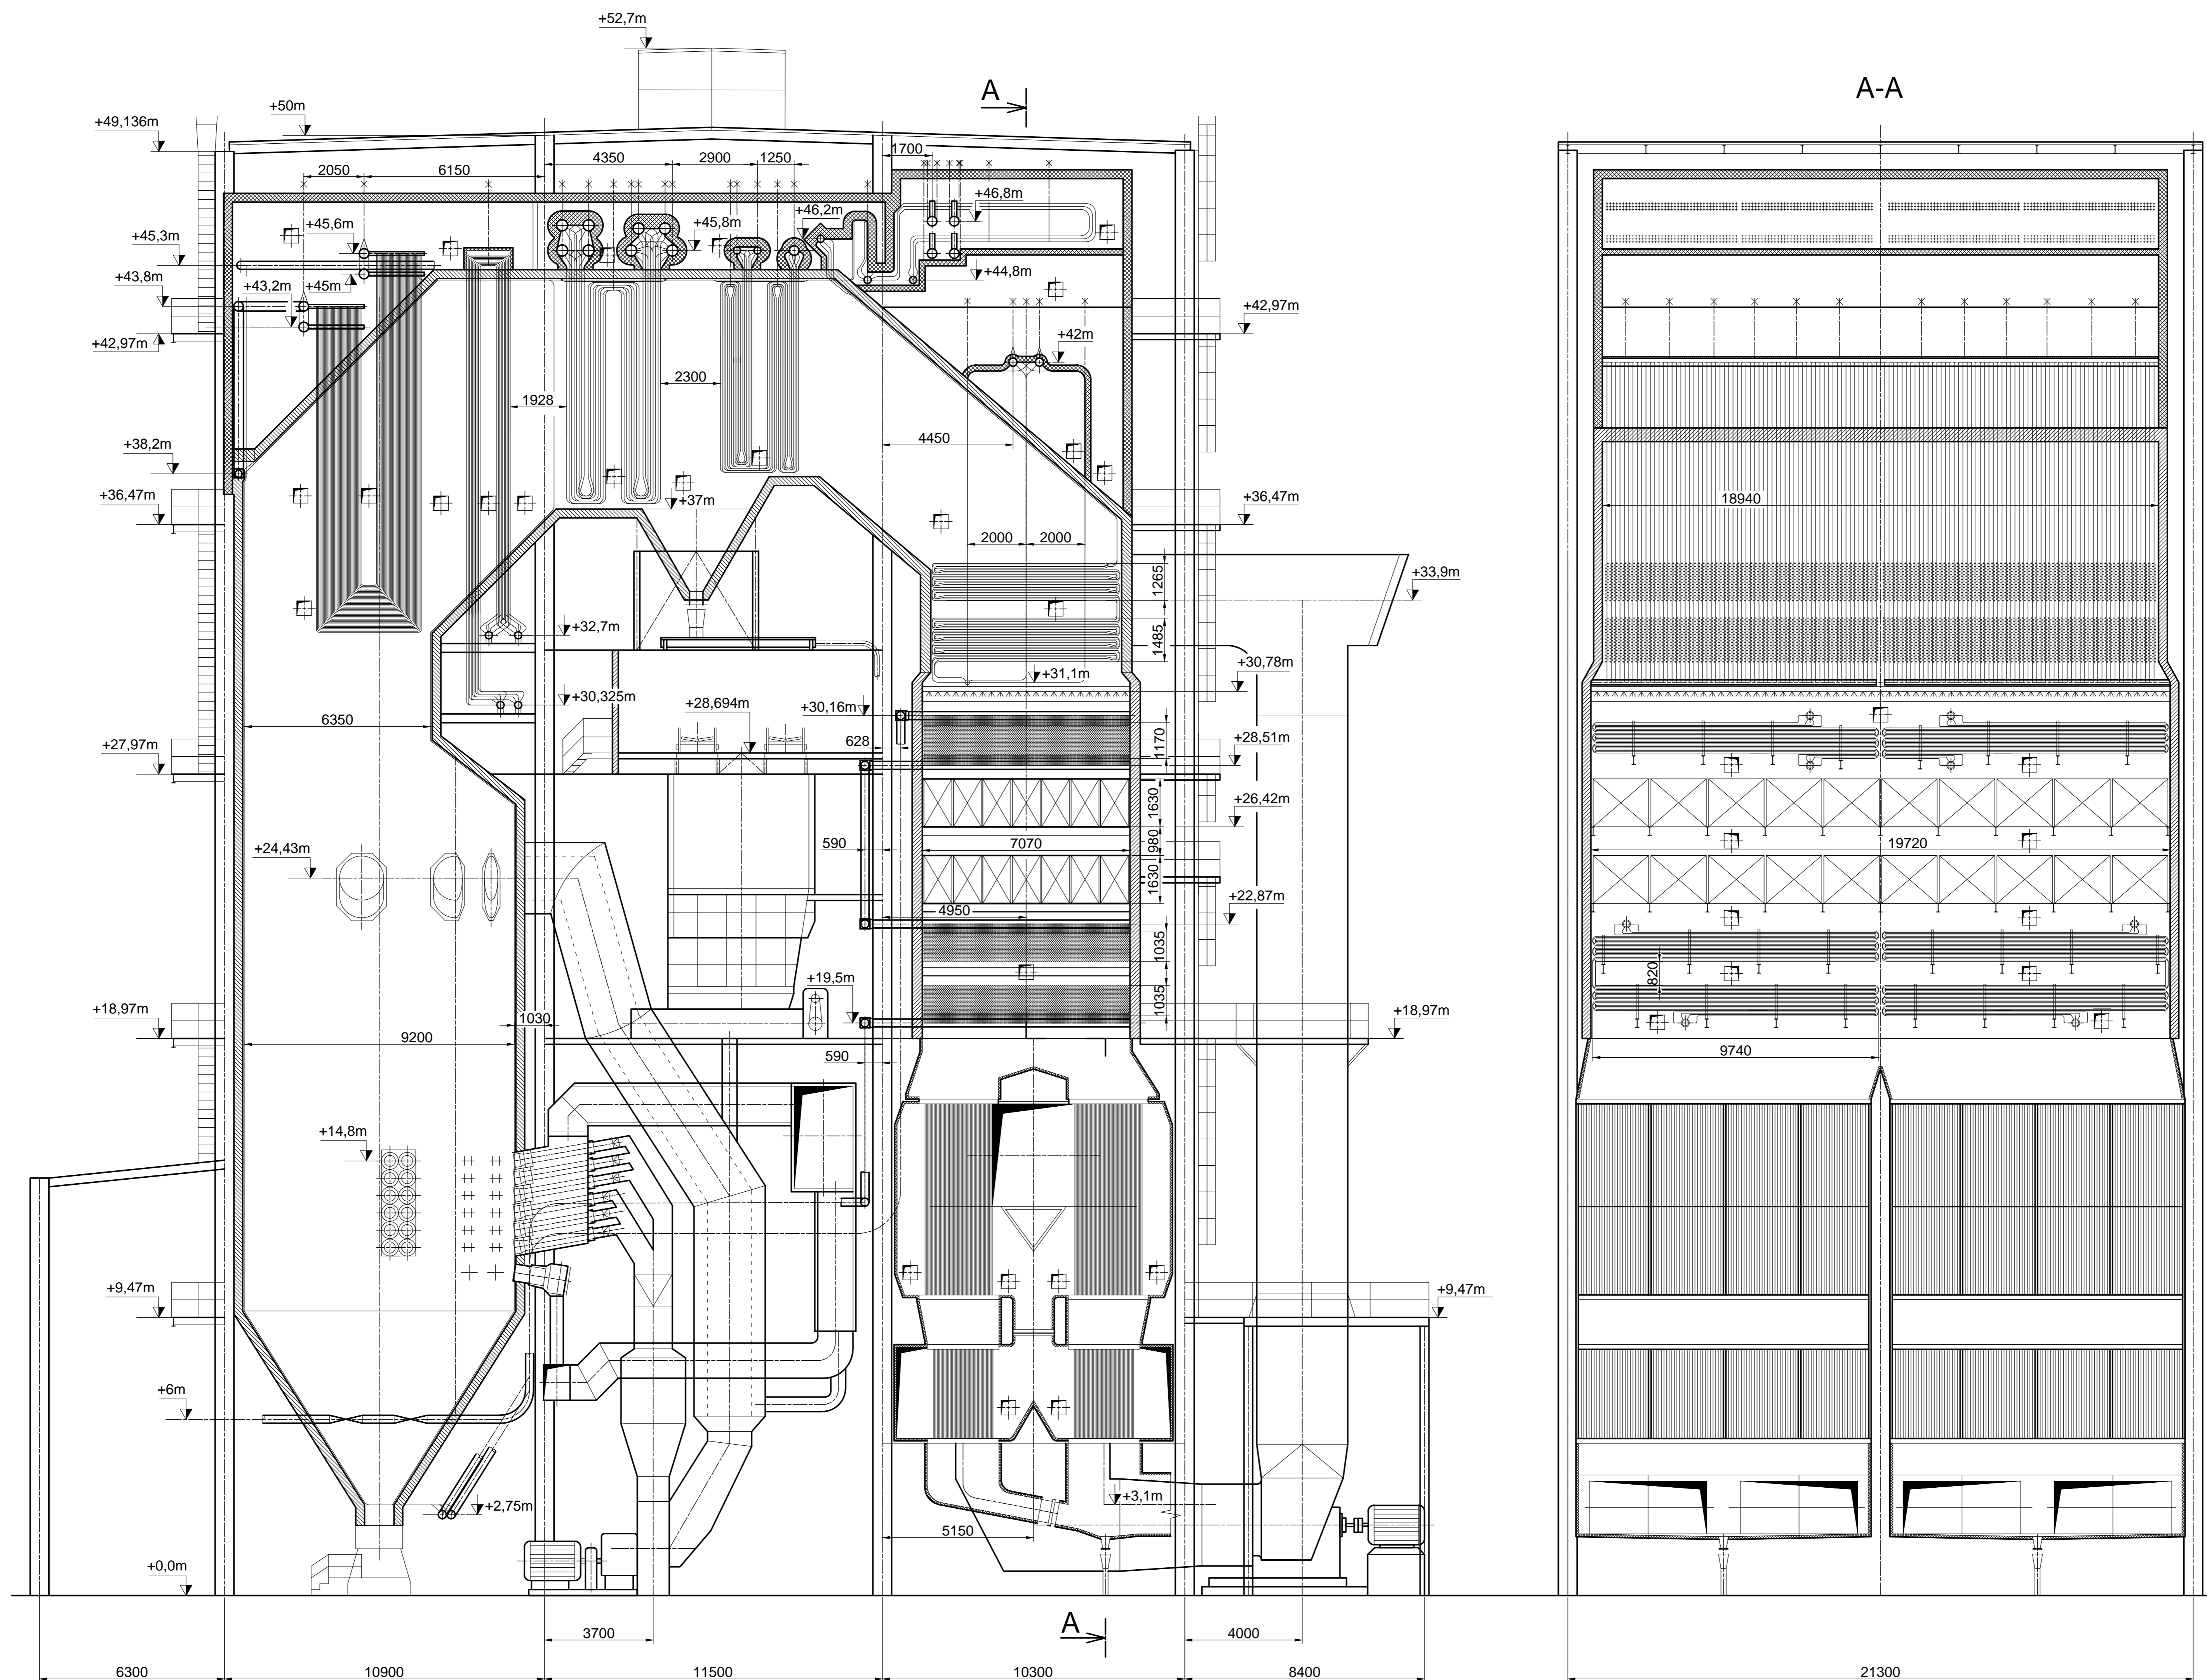 +52,7m
A
A-A
+50m
+49,136m
4350
2900
1250
1700
2050
6150
+46,8m
+46,2m
+45,6m
+45,8m
+45,3m
+44,8m
+43,8m
+43,2m
+45m
+42,97m
+42,97m
+42m
2300
1928
4450
+38,2m
+36,47m
+37m
+36,47m
18940
2000
2000
1265
+33,9m
1485
+32,7m
+30,78m
+31,1m
+30,325m
+28,694m
+30,16m
6350
628
1170
+28,51m
+27,97m
1630
+26,42m
590
7070
980
19720
+24,43m
1630
4950
+22,87m
1035
820
+19,5m
1035
+18,97m
1030
+18,97m
9200
590
9740
+14,8m
+9,47m
+9,47m
+6m
+2,75m
+3,1m
5150
+0,0m
A
3700
4000
6300
10900
11500
10300
8400
21300